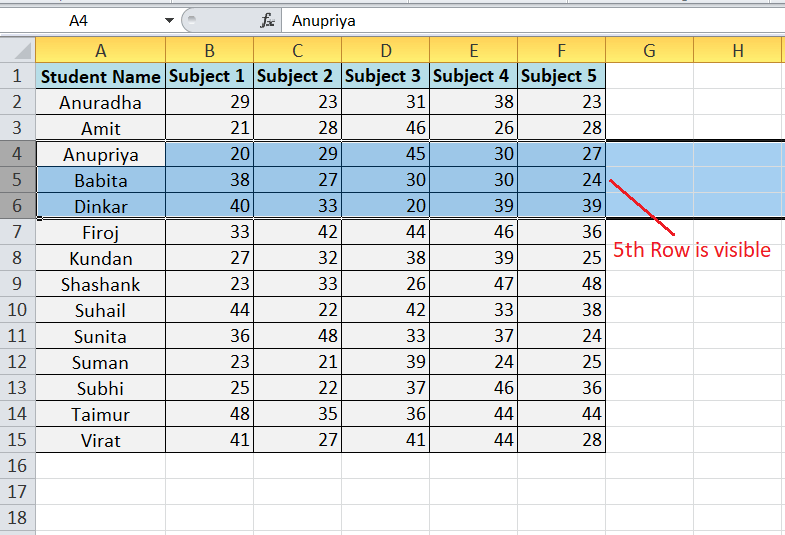 A4 fx Anupriya
A B C D E F G H
1 Student Name Subject 1 Subject 2 Subject 3 Subject 4 Subject 5
2 Anuradha 29 23 31 38 23
3 Amit 21 28 46 26 28
4 Anupriya 20 29 45 30 27
5 Babita 38 27 30 30 24
6 Dinkar 40 33 20 39 39
7 Firoj 33 42 44 46 36
5th Row is visible
8 Kundan 27 32 38 39 25
9 Shashank 23 33 26 47 48
10 Suhail 44 22 42 33 38
11 Sunita 36 48 33 37 24
12 Suman 23 21 39 24 25
13 Subhi 25 22 37 46 36
14 Taimur 48 35 36 44 44
15 Virat 41 27 41 44 28
16
17
18